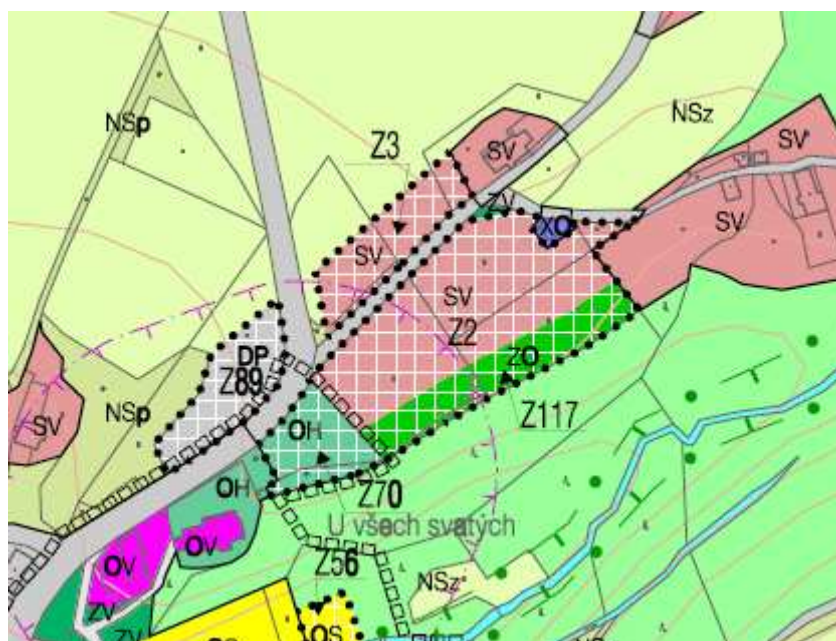 NSp
Z3
SV
NSz
SV
SV
ZV
XO
SV
SV
Z2
DP
Z89
ZO
NSp
SV
OH
Z117
OH
Z70
U všech svatých
OV
OV
Z56
NSz
ZV
ZV
OS